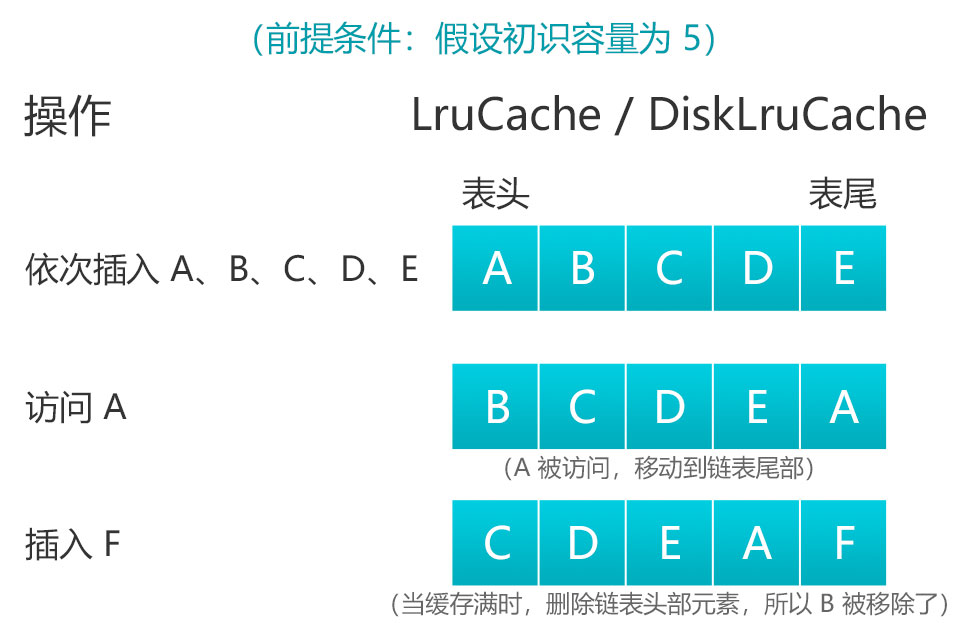 （前提条件：假设初识容量为 5）
操作 LruCache / DiskLruCache
表头 表尾
依次插入 A、B、C、D、E A B C D E
访问 A B C D E A
（A 被访问，移动到链表尾部）
插入 F C D E A F
（当缓存满时，删除链表头部元素，所以 B 被移除了）